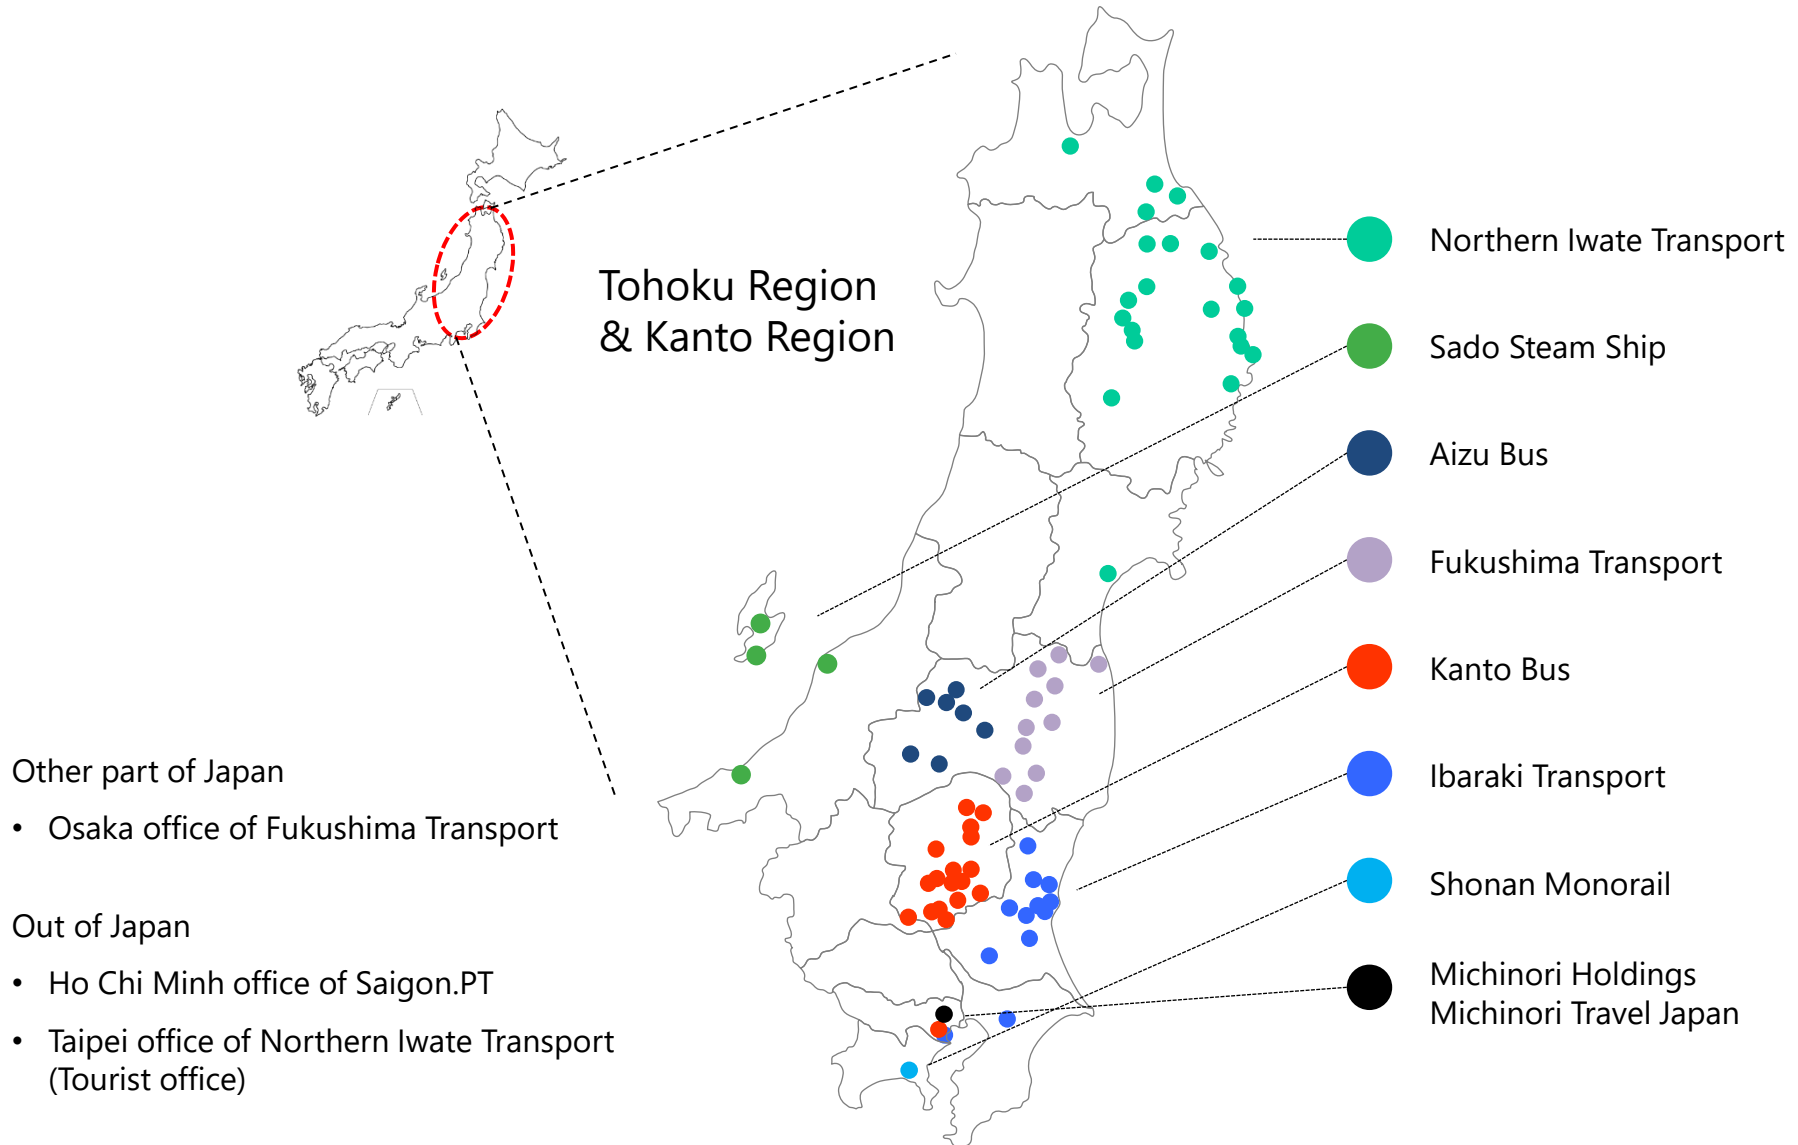 Tohoku Region
& Kanto Region
Northern Iwate Transport
Sado Steam Ship
Aizu Bus
Fukushima Transport
Kanto Bus
Ibaraki Transport
Shonan Monorail
Michinori Holdings
Michinori Travel Japan
Other part of Japan
• Osaka office of Fukushima Transport
Out of Japan
• Ho Chi Minh office of Saigon.PT
• Taipei office of Northern Iwate Transport
(Tourist office)